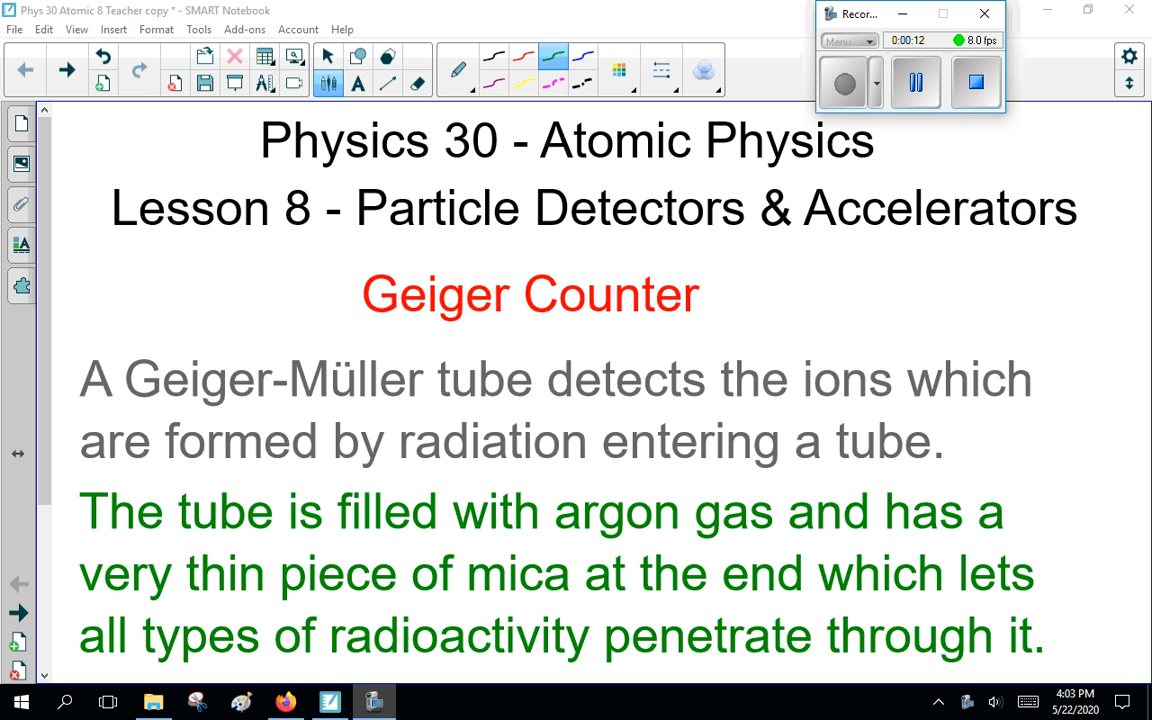 Phys 30 Atomic 8 Teacher copy * - SMART Notebook
Recor...
File Edit View Insert Format Tools Add-ons Account Help
Menu 0:00:12 8.0 fps
Physics 30 - Atomic Physics
Lesson 8 - Particle Detectors & Accelerators
Geiger Counter
A Geiger-Müller tube detects the ions which
are formed by radiation entering a tube.
The tube is filled with argon gas and has a
very thin piece of mica at the end which lets
all types of radioactivity penetrate through it.
4:03 PM
5/22/2020